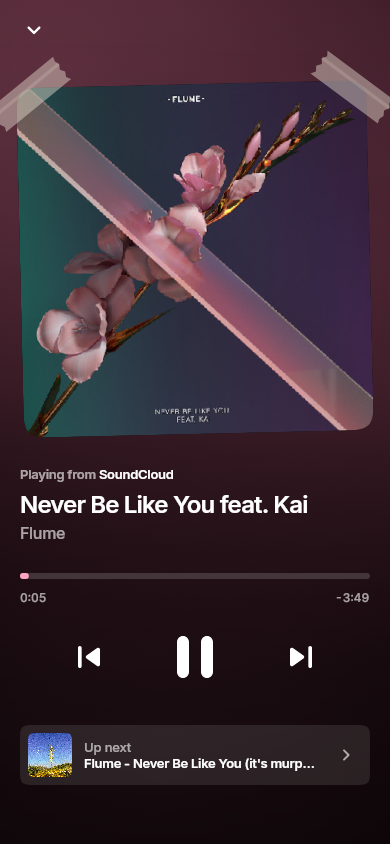 -FLUME-
NEVER BE LIKE YOU
FEAT. KAI
Playing from SoundCloud
Never Be Like You feat. Kai
Flume
0:05
-3:49
Up next
Flume - Never Be Like You (it's murp...